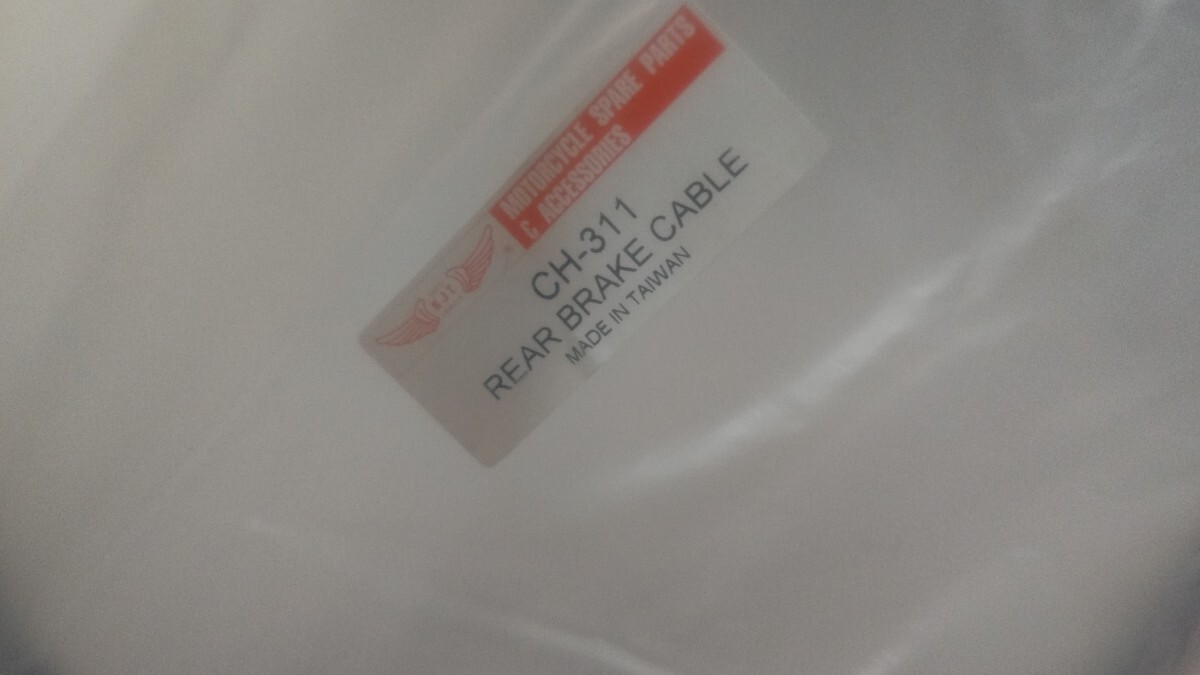 MOTORCYCLE SPARE PARTS
& ACCESSORIES
CH-311
REAR BRAKE CABLE
MADE IN TAIWAN